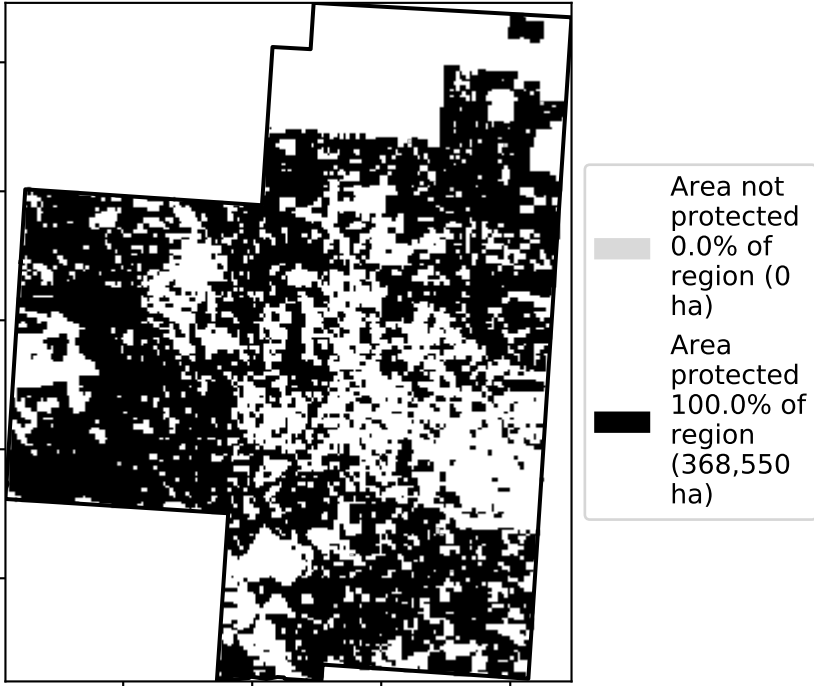 Area not
protected
0.0% of
region (0
ha)
Area
protected
100.0% of
region
(368,550
ha)